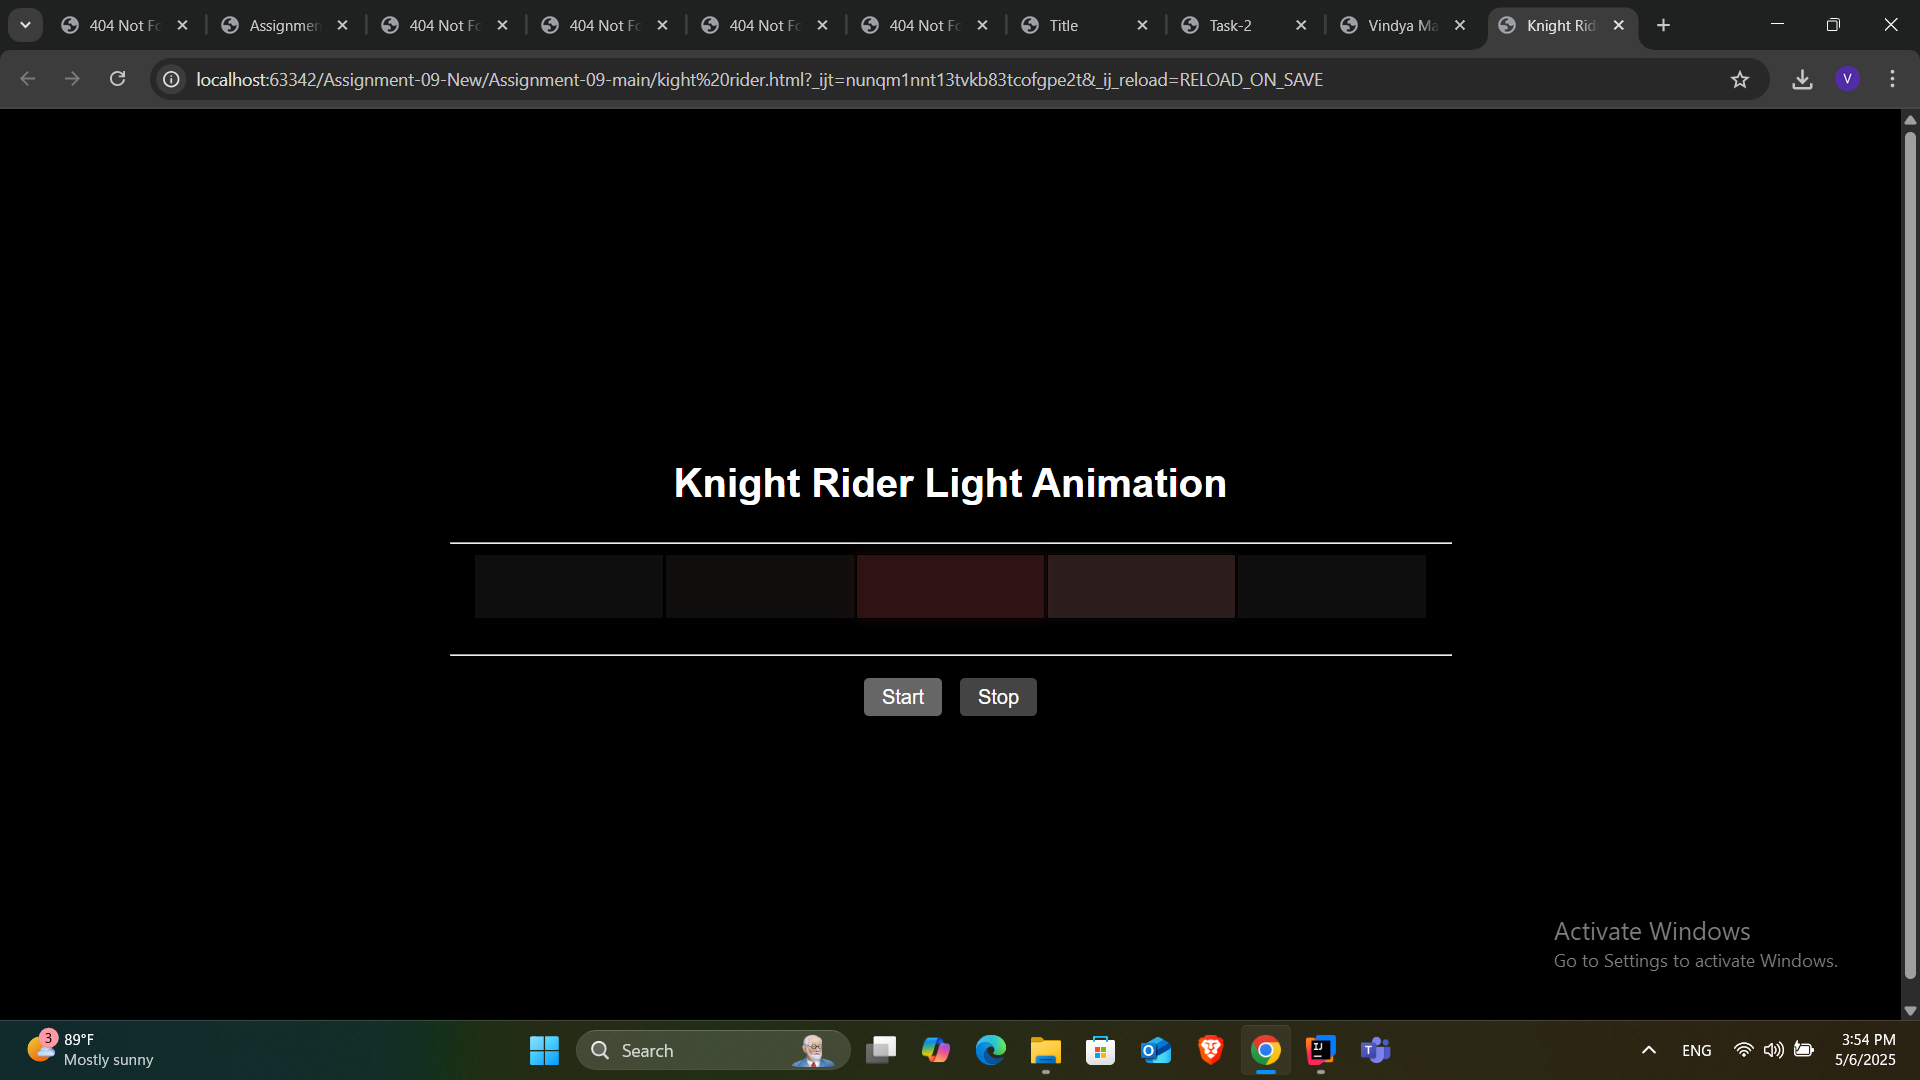 404 Not Fo
Assignmen
404 Not Fo
404 Not Fo
404 Not Fo
404 Not Fo
Title
Task-2
Vindya Ma
Knight Rid
localhost:63342/Assignment-09-New/Assignment-09-main/kight%20rider.html?_ijt=nunqm1nnt13tvkb83tcofgpe2t&_ij_reload=RELOAD_ON_SAVE
V
Knight Rider Light Animation
Start Stop
Activate Windows
Go to Settings to activate Windows.
3
89°F
Mostly sunny
Search
ENG
3:54 PM
5/6/2025